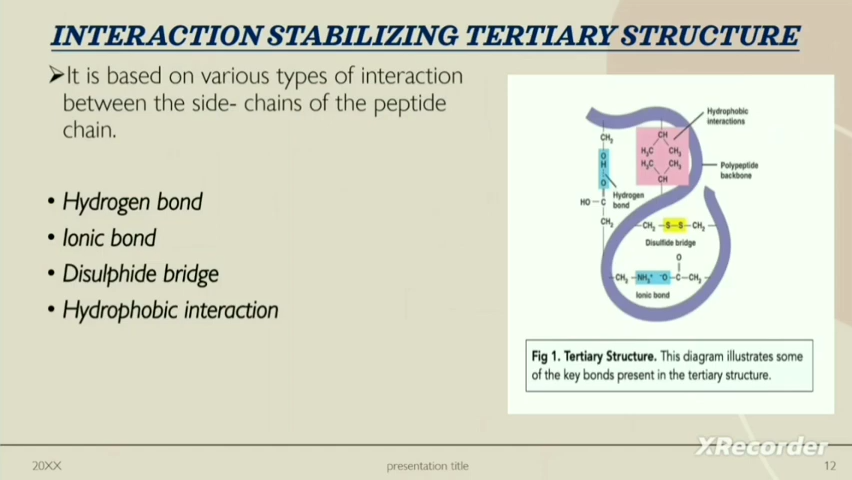 INTERACTION STABILIZING TERTIARY STRUCTURE
➢It is based on various types of interaction
between the side- chains of the peptide
chain.
• Hydrogen bond
• Ionic bond
• Disulphide bridge
• Hydrophobic interaction
Hydrophobic
interactions
CH₂
CH
H₃C CH₃
H₃C CH₃
CH
OH
O
Polypeptide
backbone
Hydrogen
bond
HO—C
CH₂
CH₂—S—S—CH₂
Disulfide bridge
O
CH₂—NH₃⁺ ⁻O—C—CH₂
Ionic bond
Fig 1. Tertiary Structure. This diagram illustrates some
of the key bonds present in the tertiary structure.
XRecorder
20XX
presentation title
12